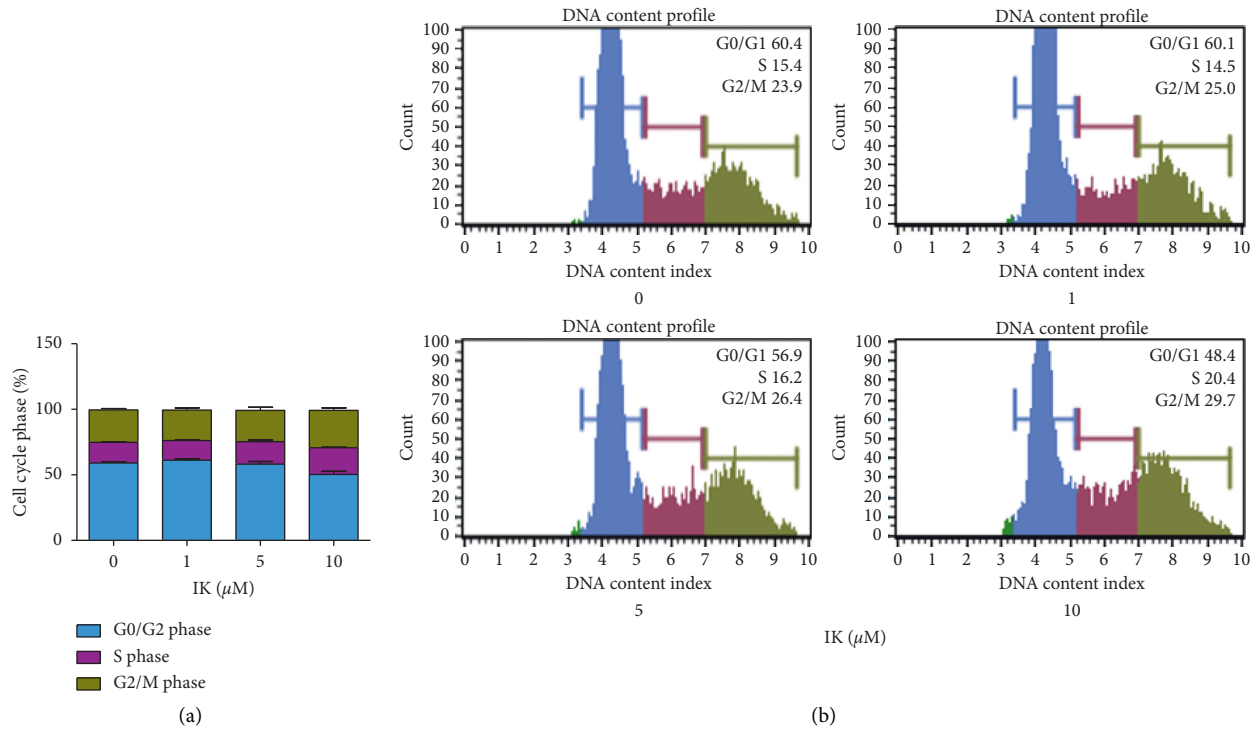 150
100
50
0
Cell cycle phase (%)
0 1 5 10
IK (μM)
G0/G2 phase
S phase
G2/M phase
(a)
DNA content profile
G0/G1 60.4
S 15.4
G2/M 23.9
100
90
80
70
60
50
40
30
20
10
0
Count
0 1 2 3 4 5 6 7 8 9 10
DNA content index
0
DNA content profile
G0/G1 60.1
S 14.5
G2/M 25.0
100
90
80
70
60
50
40
30
20
10
0
Count
0 1 2 3 4 5 6 7 8 9 10
DNA content index
1
DNA content profile
G0/G1 56.9
S 16.2
G2/M 26.4
100
90
80
70
60
50
40
30
20
10
0
Count
0 1 2 3 4 5 6 7 8 9 10
DNA content index
5
DNA content profile
G0/G1 48.4
S 20.4
G2/M 29.7
100
90
80
70
60
50
40
30
20
10
0
Count
0 1 2 3 4 5 6 7 8 9 10
DNA content index
10
IK (μM)
(b)